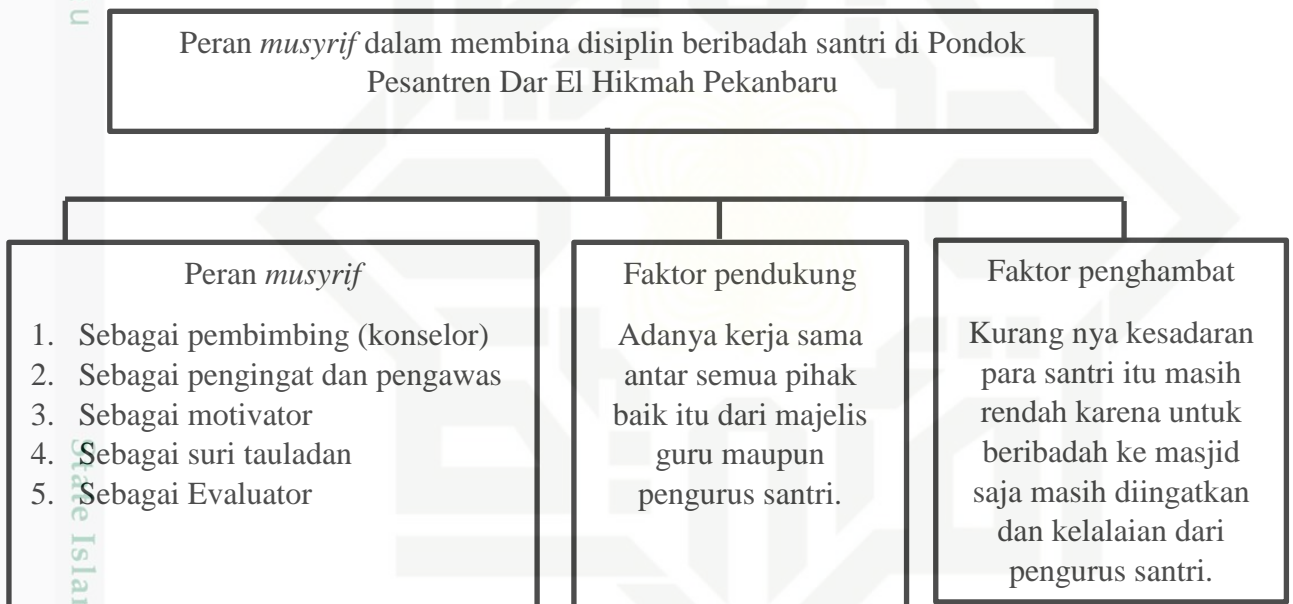 Peran musyrif dalam membina disiplin beribadah santri di Pondok
Pesantren Dar El Hikmah Pekanbaru
Peran musyrif
1. Sebagai pembimbing (konselor)
2. Sebagai pengingat dan pengawas
3. Sebagai motivator
4. Sebagai suri tauladan
5. Sebagai Evaluator
Faktor pendukung
Adanya kerja sama
antar semua pihak
baik itu dari majelis
guru maupun
pengurus santri.
Faktor penghambat
Kurang nya kesadaran
para santri itu masih
rendah karena untuk
beribadah ke masjid
saja masih diingatkan
dan kelalaian dari
pengurus santri.
State